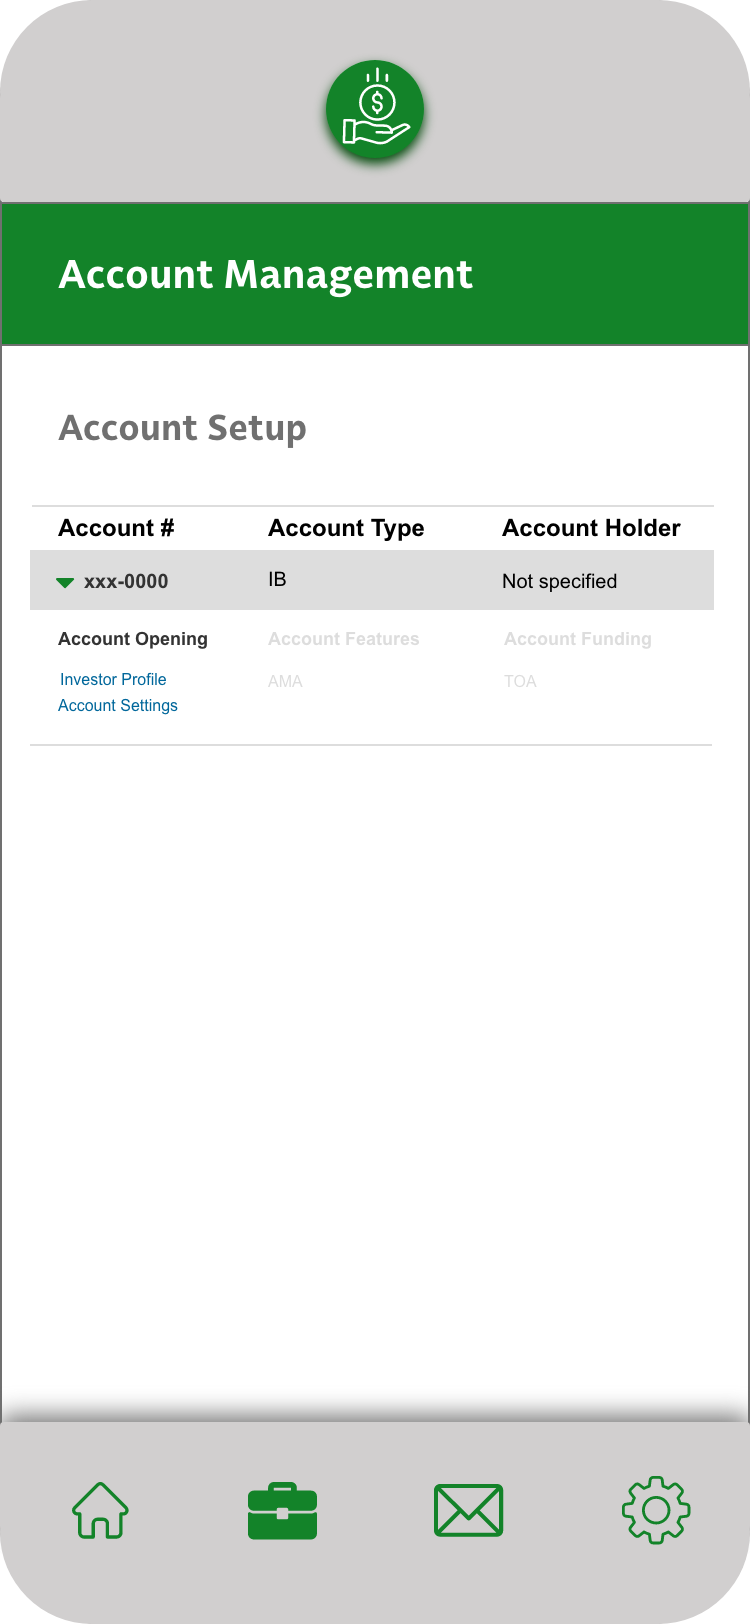 $
Account Management
Account Setup
Account # Account Type Account Holder
xxx-0000 IB Not specified
Account Opening Account Features Account Funding
Investor Profile AMA TOA
Account Settings